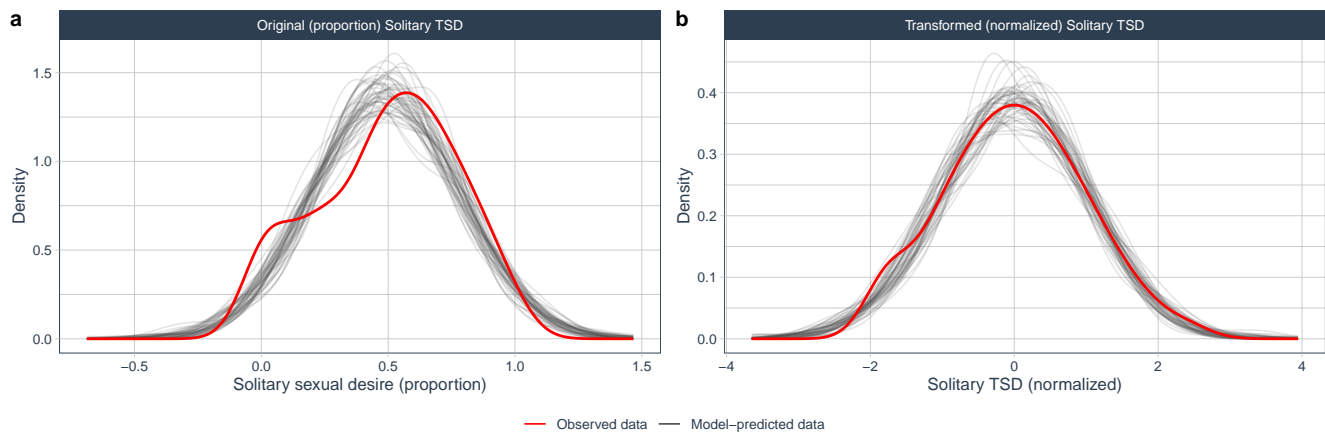 a
Original (proportion) Solitary TSD
Density
1.5
1.0
0.5
0.0
−0.5
0.0
0.5
1.0
1.5
Solitary sexual desire (proportion)
b
Transformed (normalized) Solitary TSD
Density
0.4
0.3
0.2
0.1
0.0
−4
−2
0
2
4
Solitary TSD (normalized)
Observed data
Model−predicted data